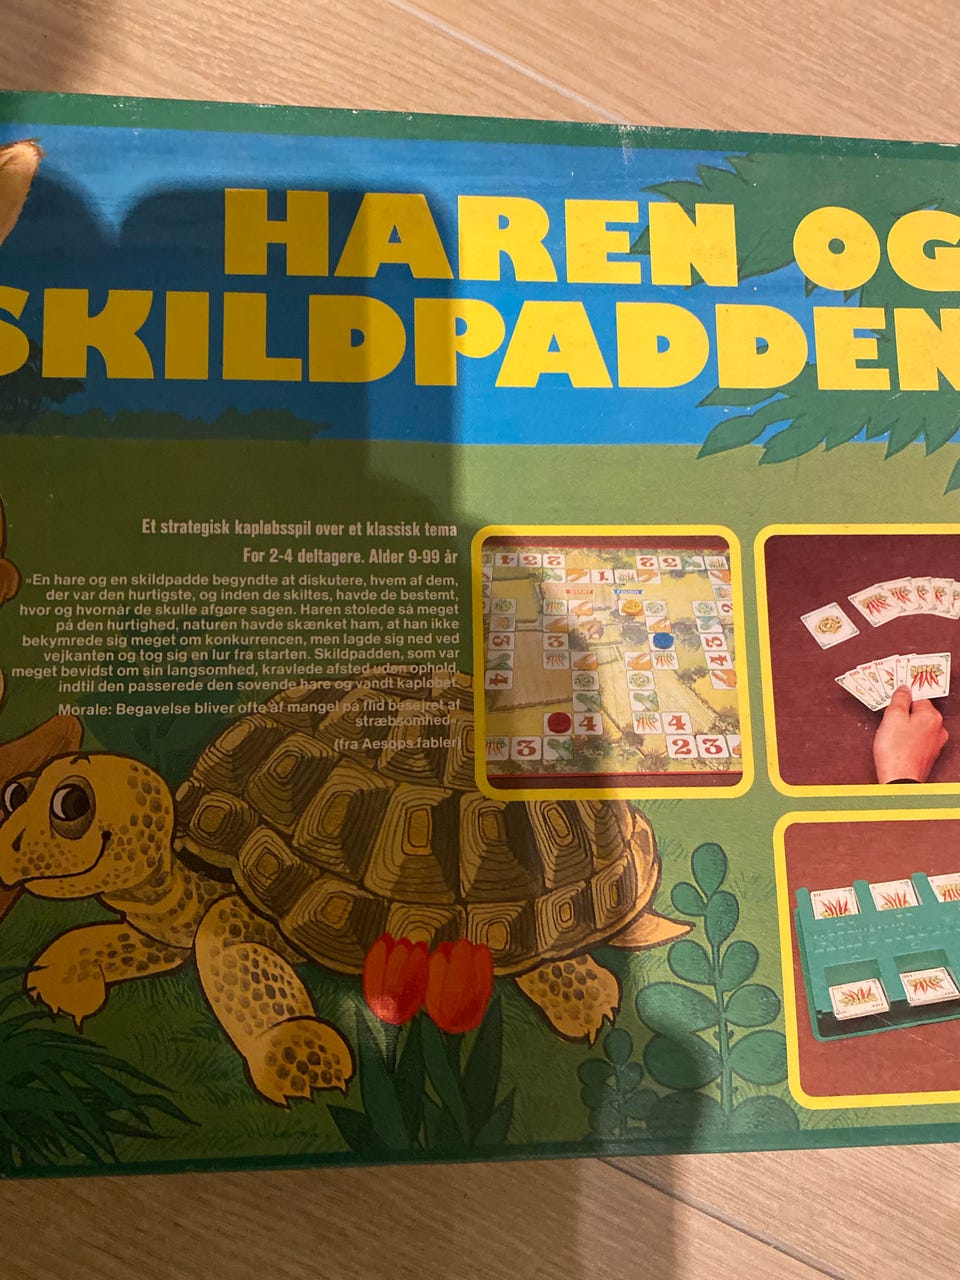 HAREN OG
SKILDPADDEN
Et strategisk kapløbsspil over et klassisk tema
For 2-4 deltagere. Alder 9-99 år
»En hare og en skildpadde begyndte at diskutere, hvem af dem,
der var den hurtigste, og inden de skiltes, havde de bestemt,
hvor og hvornår de skulle afgøre sagen. Haren stolede så meget
på den hurtighed, naturen havde skænket ham, at han ikke
bekymrede sig meget om konkurrencen, men lagde sig ned ved
vejkanten og tog sig en lur fra starten. Skildpadden, som var
meget bevidst om sin langsomhed, kravlede afsted uden ophold,
indtil den passerede den sovende hare og vandt kapløbet.
Morale: Begavelse bliver ofte af mangel på flid besejret af
stræbsomhed«.
(fra Aesops fabler)